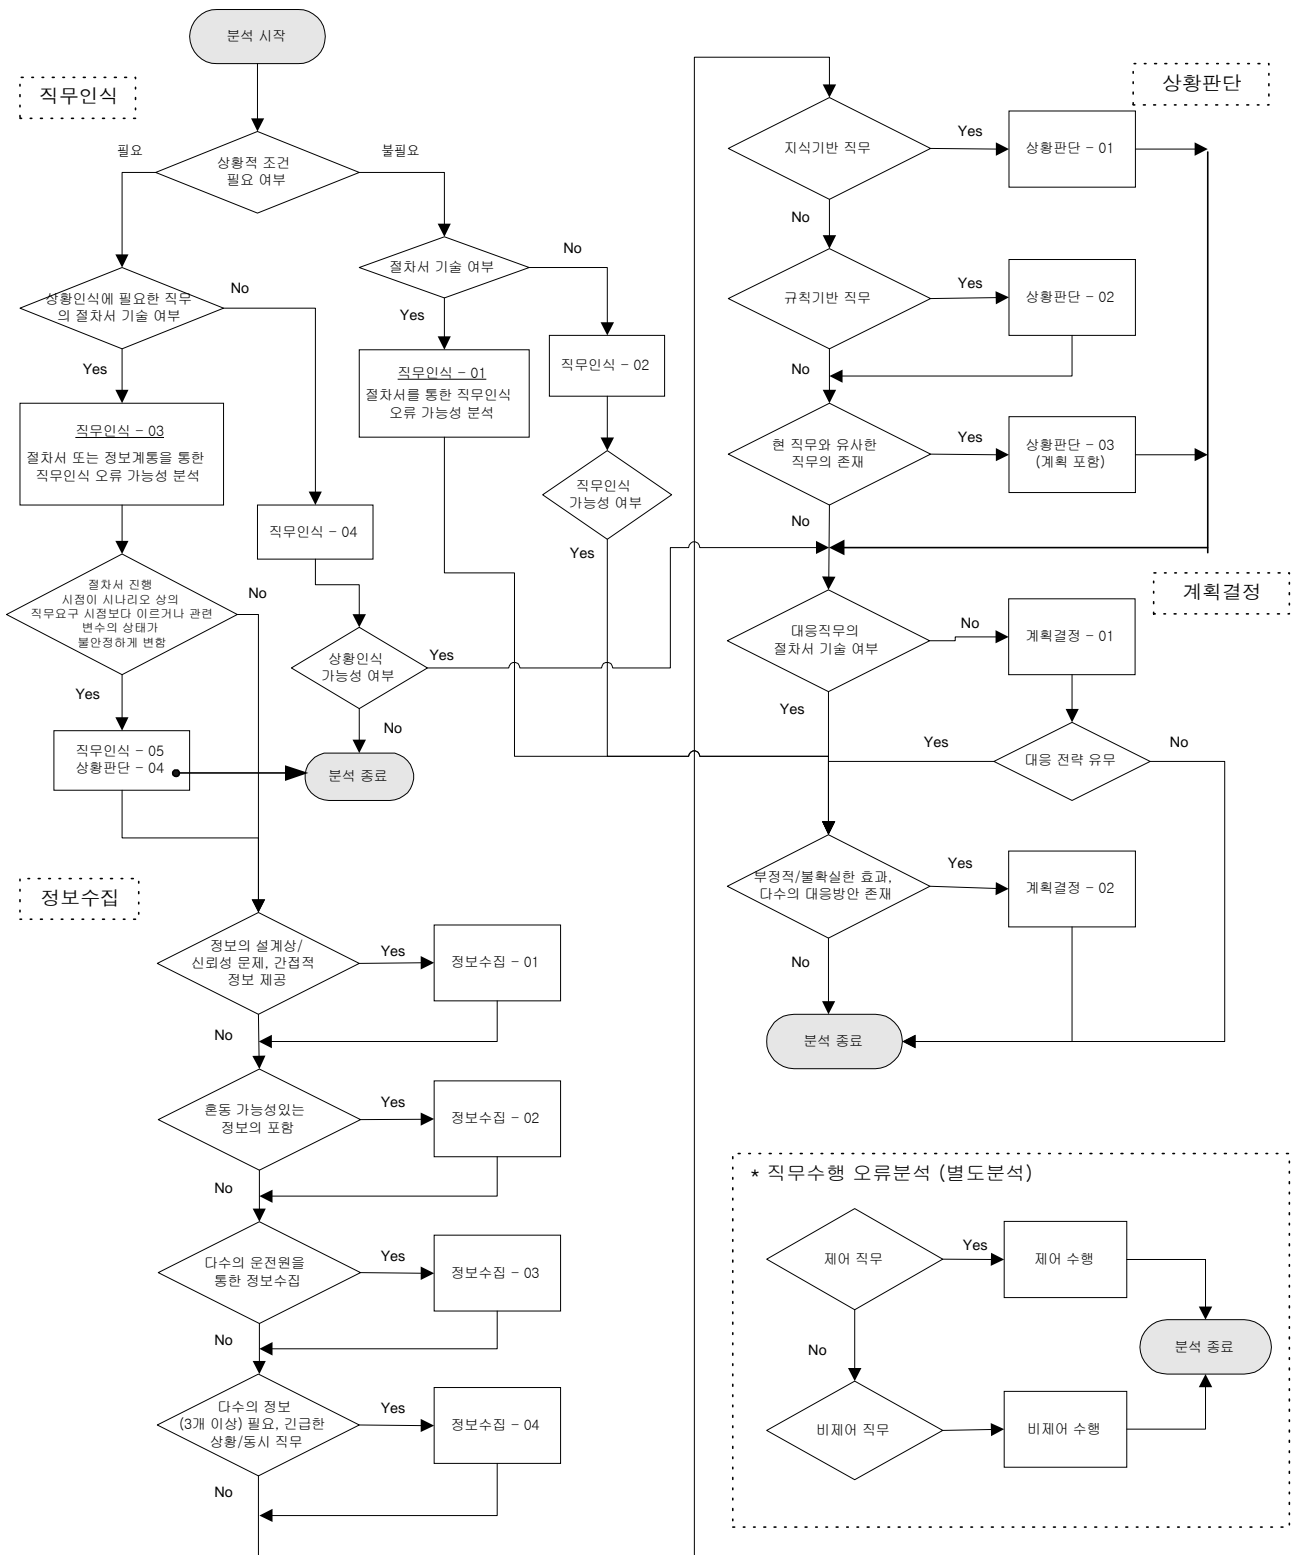 분석 시작
직무인식
필요
불필요
상황적 조건
필요 여부
절차서 기술 여부
No
Yes
상황인식에 필요한 직무
의 절차서 기술 여부
No
Yes
직무인식 - 01
절차서를 통한 직무인식
오류 가능성 분석
직무인식 - 02
직무인식 - 03
절차서 또는 정보계통을 통한
직무인식 오류 가능성 분석
직무인식
가능성 여부
Yes
직무인식 - 04
절차서 진행
시점이 시나리오 상의
직무요구 시점보다 이르거나 관련
변수의 상태가
불안정하게 변함
No
Yes
상황인식
가능성 여부
Yes
No
직무인식 - 05
상황판단 - 04
분석 종료
정보수집
정보의 설계상/
신뢰성 문제, 간접적
정보 제공
Yes
정보수집 - 01
No
혼동 가능성있는
정보의 포함
Yes
정보수집 - 02
No
다수의 운전원을
통한 정보수집
Yes
정보수집 - 03
No
다수의 정보
(3개 이상) 필요, 긴급한
상황/동시 직무
Yes
정보수집 - 04
No
상황판단
지식기반 직무
Yes
상황판단 - 01
No
규칙기반 직무
Yes
상황판단 - 02
No
현 직무와 유사한
직무의 존재
Yes
상황판단 - 03
(계획 포함)
No
계획결정
대응직무의
절차서 기술 여부
No
계획결정 - 01
Yes
대응 전략 유무
Yes
No
부정적/불확실한 효과,
다수의 대응방안 존재
Yes
계획결정 - 02
No
분석 종료
* 직무수행 오류분석 (별도분석)
제어 직무
Yes
제어 수행
No
분석 종료
비제어 직무
비제어 수행